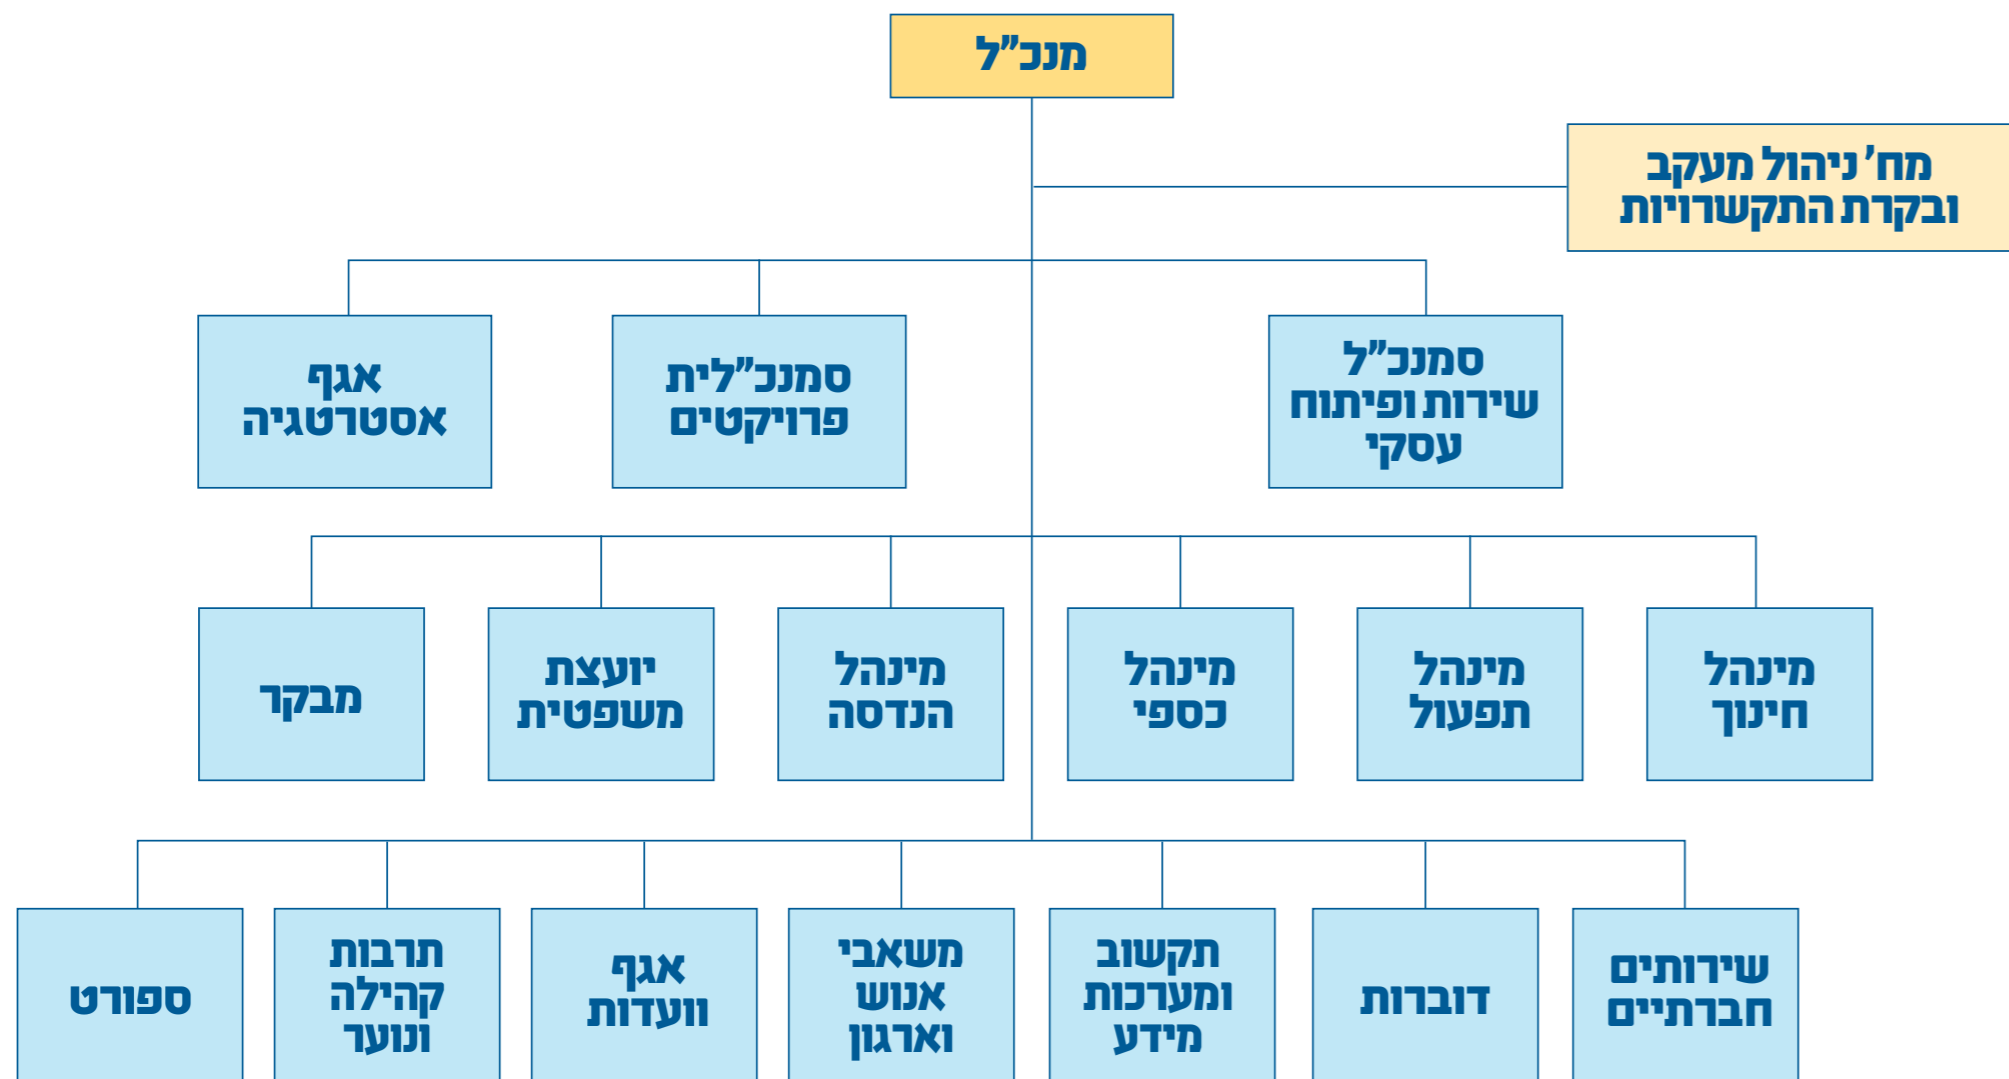 מנכ"ל
מח' ניהול מעקב
ובקרת התקשרויות
סמנכ"ל
שירות ופיתוח
עסקי
סמנכ"לית
פרויקטים
אגף
אסטרטגיה
מינהל
חינוך
מינהל
תפעול
מינהל
כספי
מינהל
הנדסה
יועצת
משפטית
מבקר
שירותים
חברתיים
דוברות
תקשוב
ומערכות
מידע
משאבי
אנוש
וארגון
אגף
וועדות
תרבות
קהילה
ונוער
ספורט